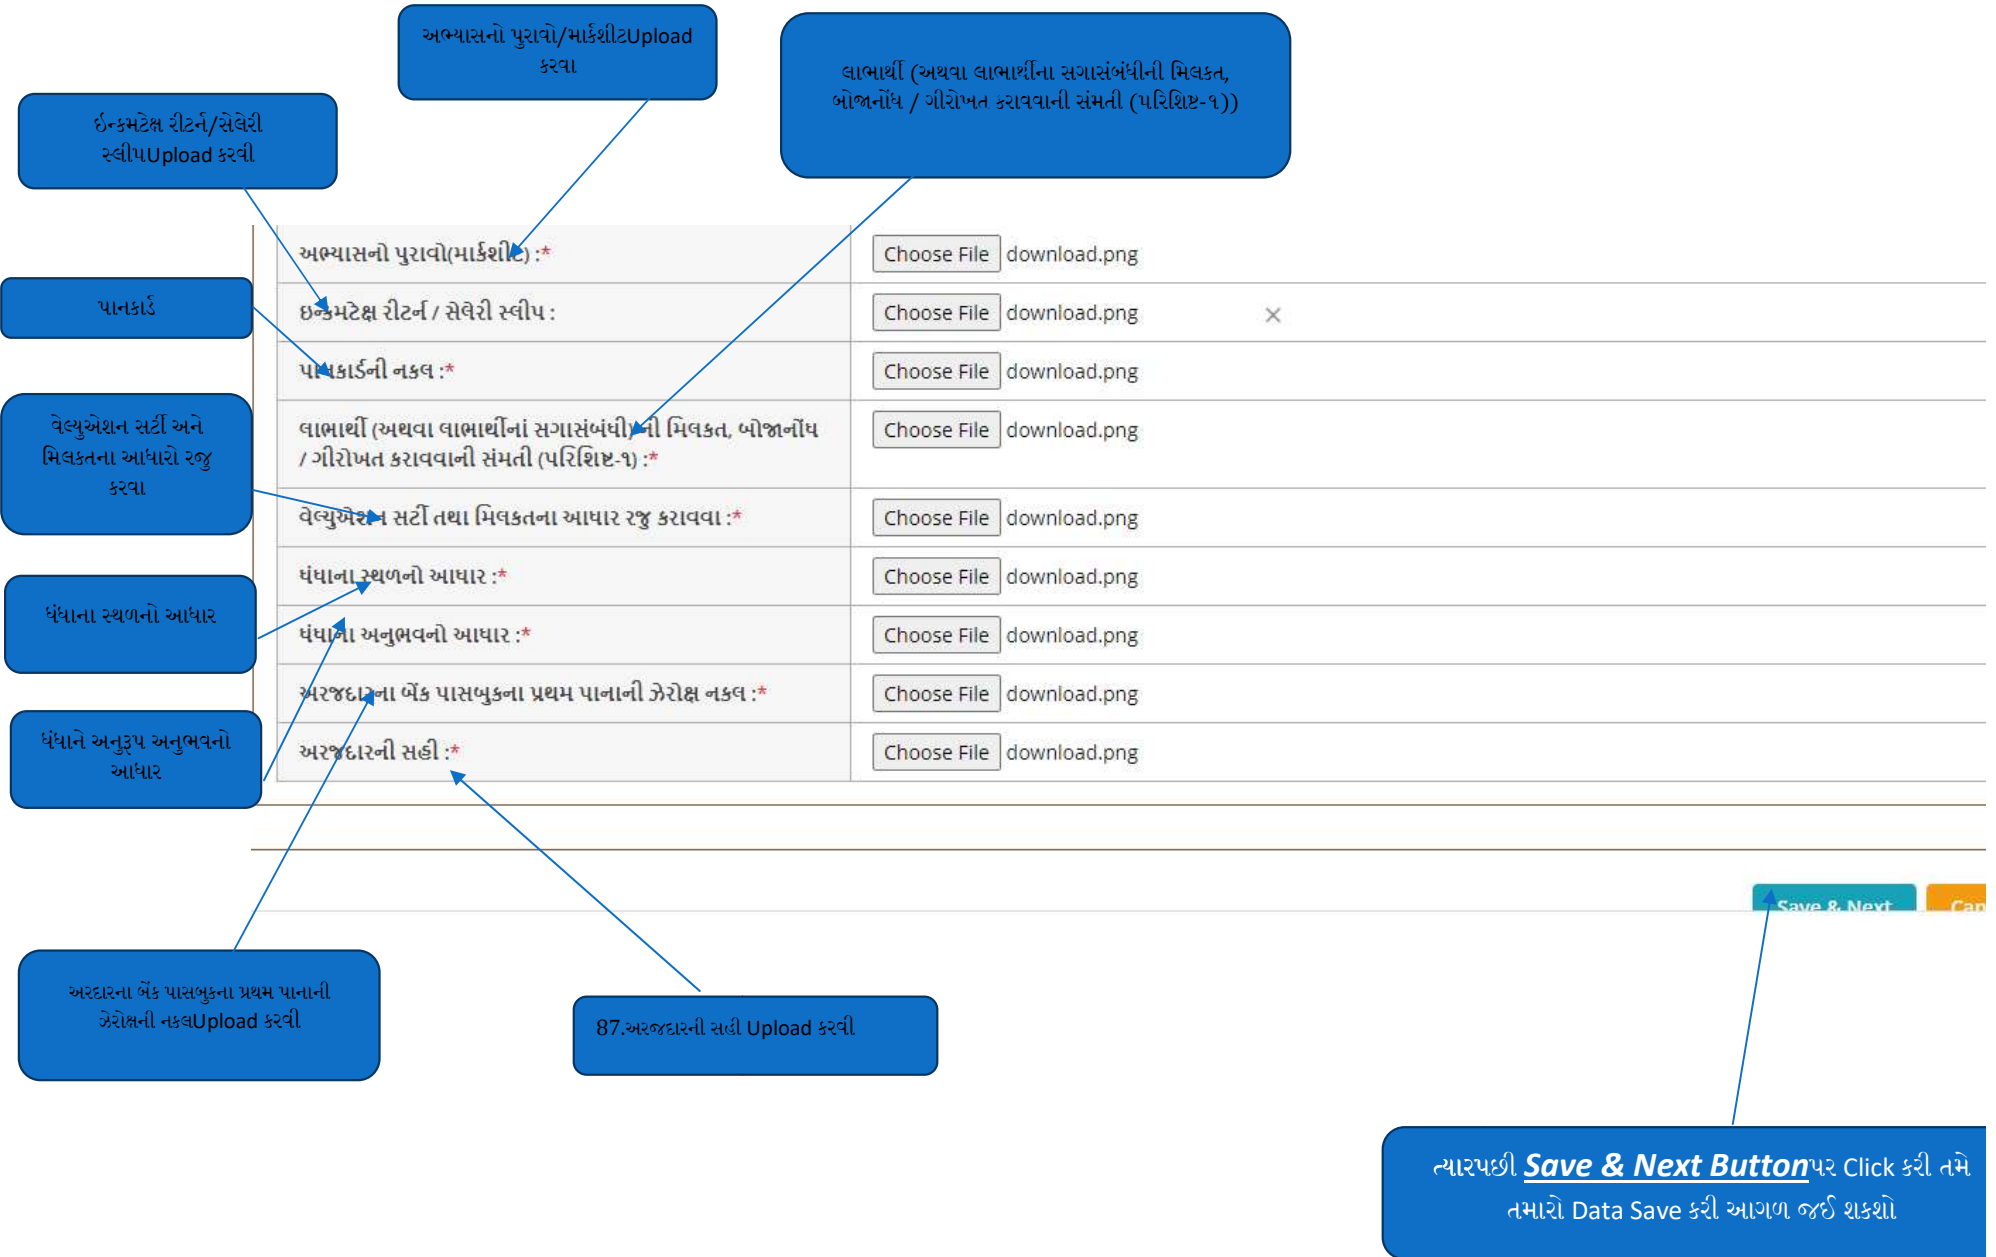 અભ્યાસનો પુરાવો/માર્કશીટUpload
કરવા
લાભાર્થી (અથવા લાભાર્થીના સગાસંબંધીની મિલકત,
બોજાનોંધ / ગીરોખત કરાવવાની સંમતી (પરિશિષ્ટ-૧))
ઇન્કમટેક્ષ રીટર્ન/સેલેરી
સ્લીપUpload કરવી
અભ્યાસનો પુરાવો(માર્કશીટ) :*
Choose File download.png
પાનકાર્ડ
ઇન્કમટેક્ષ રીટર્ન / સેલેરી સ્લીપ :
Choose File download.png ×
પાનકાર્ડની નકલ :*
Choose File download.png
વેલ્યુએશન સર્ટી અને
મિલકતના આધારો રજુ
કરવા
લાભાર્થી (અથવા લાભાર્થીનાં સગાસંબંધી) ની મિલકત, બોજાનોંધ
/ ગીરોખત કરાવવાની સંમતી (પરિશિષ્ટ-૧) :*
Choose File download.png
વેલ્યુએશન સર્ટી તથા મિલકતના આધાર રજુ કરાવવા :*
Choose File download.png
ધંધાના સ્થળનો આધાર :*
Choose File download.png
ધંધાના સ્થળનો આધાર
ધંધાના અનુભવનો આધાર :*
Choose File download.png
અરજદારના બેંક પાસબુકના પ્રથમ પાનાની ઝેરોક્ષ નકલ :*
Choose File download.png
ધંધાને અનુરૂપ અનુભવનો
આધાર
અરજદારની સહી :*
Choose File download.png
Save & Next
અરદારના બેંક પાસબુકના પ્રથમ પાનાની
ઝેરોક્ષની નકલUpload કરવી
87.અરજદારની સહી Upload કરવી
ત્યારપછી Save & Next Buttonપર Click કરી તમે
તમારો Data Save કરી આગળ જઈ શકશો